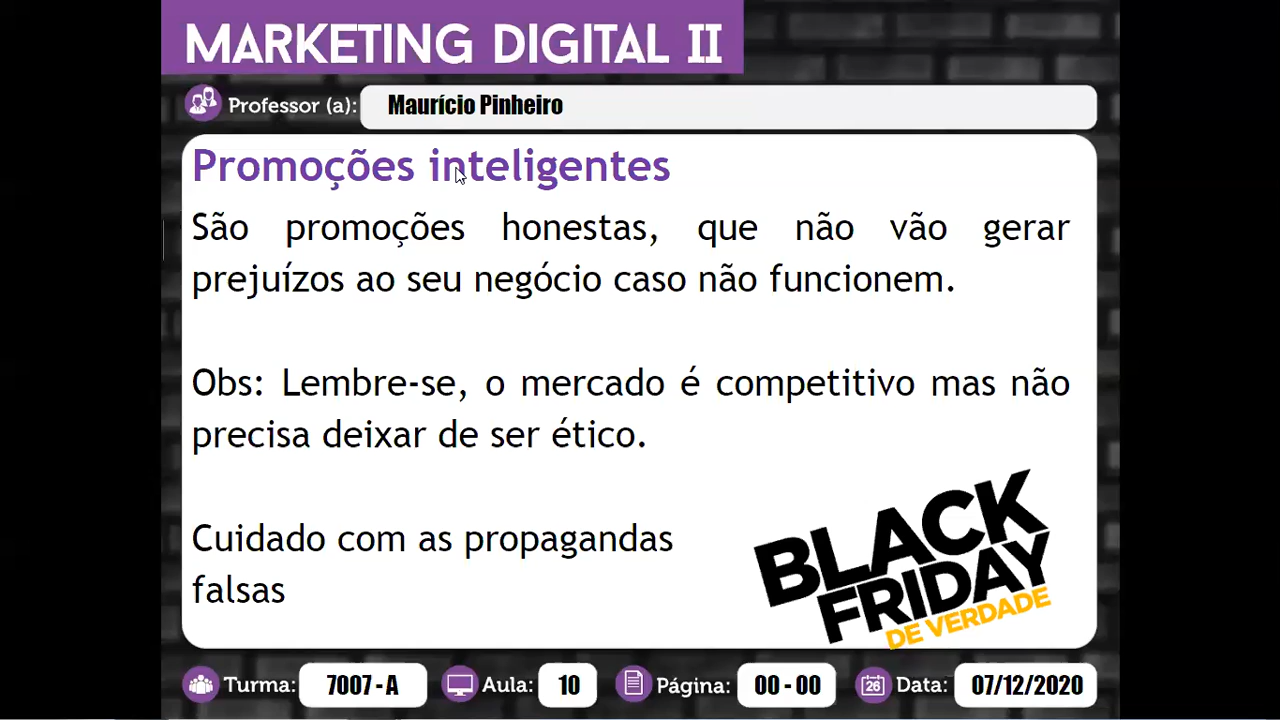 MARKETING DIGITAL II
Professor (a): Maurício Pinheiro
Promoções inteligentes
São promoções honestas, que não vão gerar
prejuízos ao seu negócio caso não funcionem.
Obs: Lembre-se, o mercado é competitivo mas não
precisa deixar de ser ético.
Cuidado com as propagandas
falsas
BLACK
FRIDAY
DE VERDADE
Turma: 7007 - A Aula: 10 Página: 00 - 00 26 Data: 07/12/2020